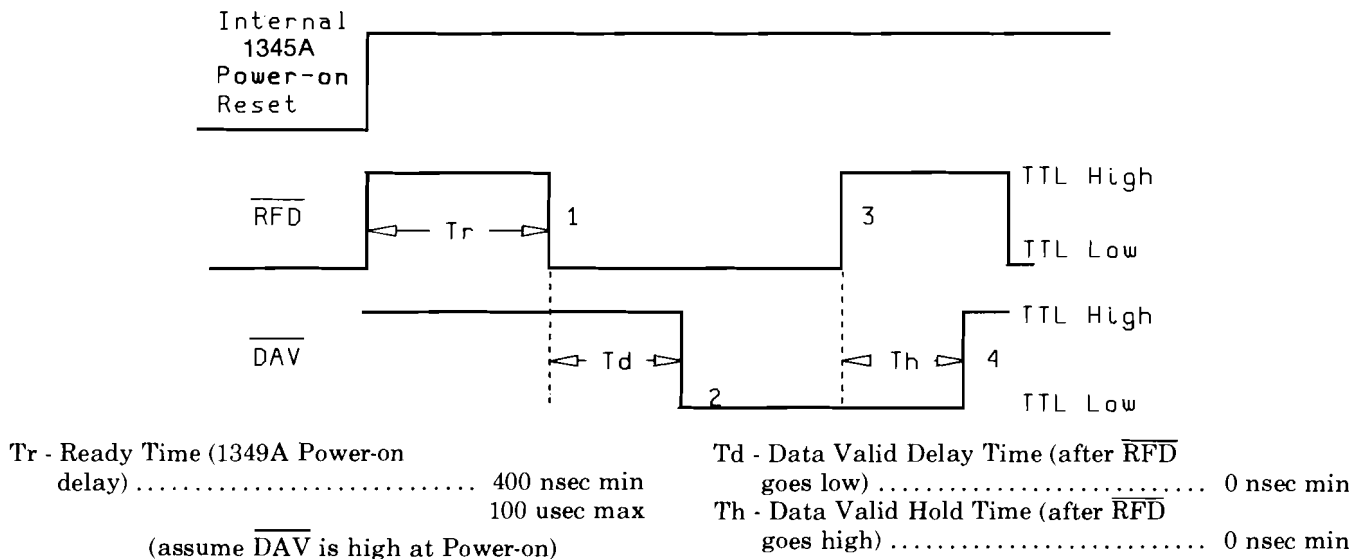 Internal
1345A
Power-on
Reset
TTL High
RFD
1
3
Tr
TTL Low
TTL High
DAV
Td
Th
4
2
TTL Low
Tr - Ready Time (1349A Power-on
delay) ............................ 400 nsec min
100 usec max
(assume DAV is high at Power-on)
Td - Data Valid Delay Time (after RFD
goes low) ............................ 0 nsec min
Th - Data Valid Hold Time (after RFD
goes high) ............................ 0 nsec min